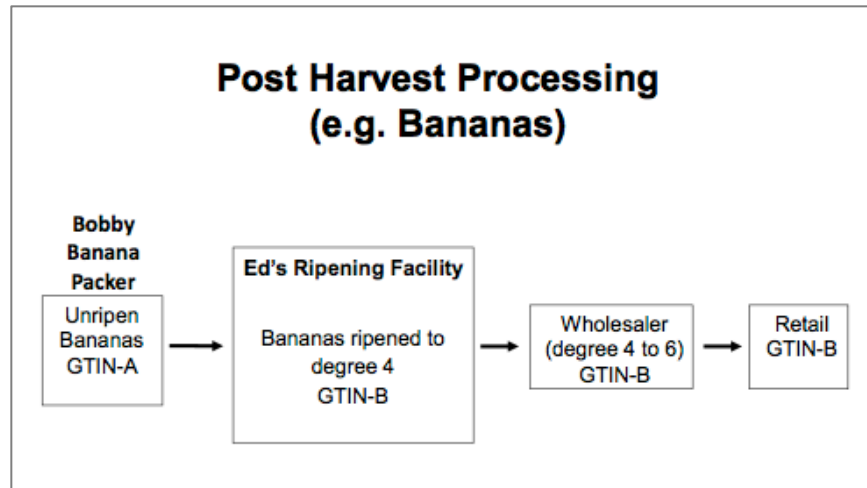 Post Harvest Processing
(e.g. Bananas)
Bobby
Banana
Packer
Unripen
Bananas
GTIN-A
Ed's Ripening Facility
Bananas ripened to
degree 4
GTIN-B
Wholesaler
(degree 4 to 6)
GTIN-B
Retail
GTIN-B